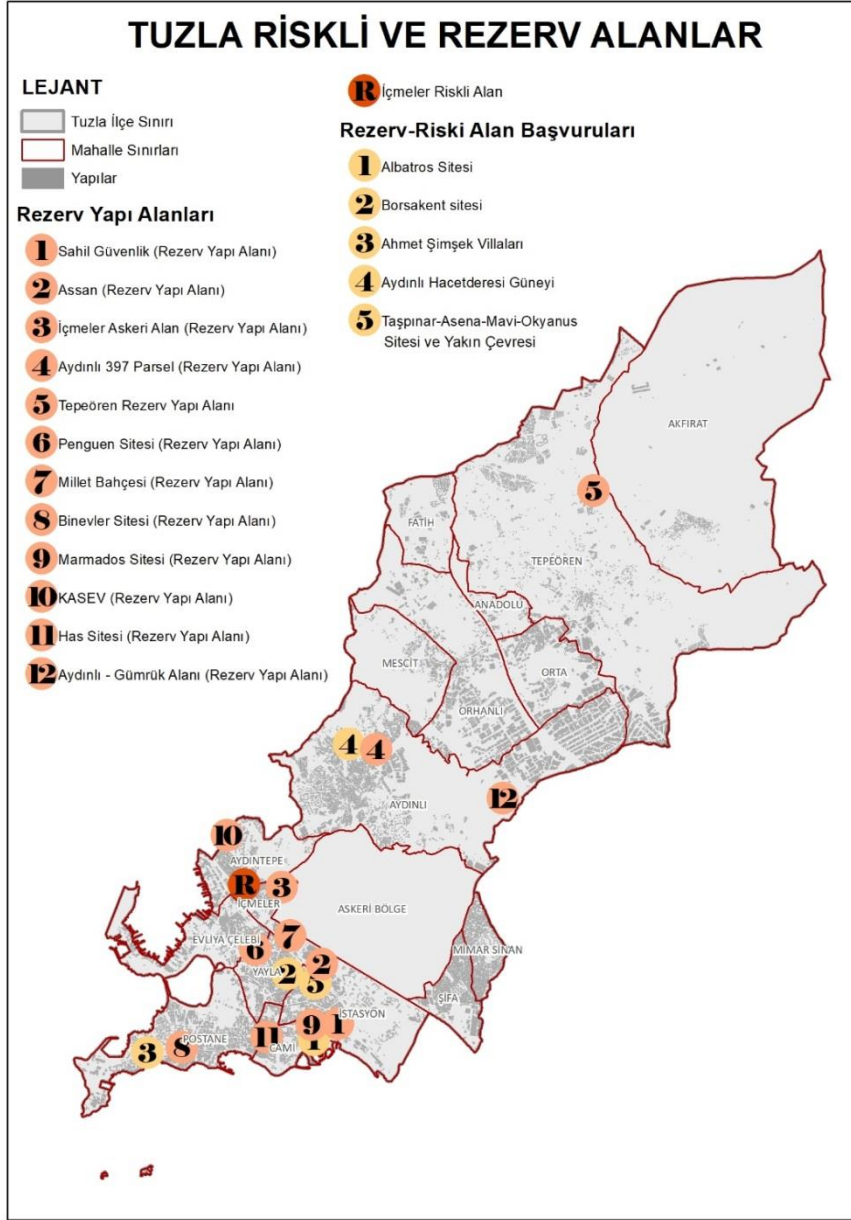 TUZLA RİSKLİ VE REZERV ALANLAR
LEJANT
Tuzla İlçe Sınırı
Mahalle Sınırları
Yapılar
Rezerv Yapı Alanları
1 Sahil Güvenlik (Rezerv Yapı Alanı)
2 Assan (Rezerv Yapı Alanı)
3 İçmeler Askeri Alan (Rezerv Yapı Alanı)
4 Aydınlı 397 Parsel (Rezerv Yapı Alanı)
5 Tepeören Rezerv Yapı Alanı
6 Penguen Sitesi (Rezerv Yapı Alanı)
7 Millet Bahçesi (Rezerv Yapı Alanı)
8 Binevler Sitesi (Rezerv Yapı Alanı)
9 Marmados Sitesi (Rezerv Yapı Alanı)
10 KASEV (Rezerv Yapı Alanı)
11 Has Sitesi (Rezerv Yapı Alanı)
12 Aydınlı - Gümrük Alanı (Rezerv Yapı Alanı)
R İçmeler Riskli Alan
Rezerv-Riski Alan Başvuruları
1 Albatros Sitesi
2 Borsakent sitesi
3 Ahmet Şimşek Villaları
4 Aydınlı Hacetderesi Güneyi
5 Taşpınar-Asena-Mavi-Okyanus
Sitesi ve Yakın Çevresi
AKFIRAT
5
FATİH
TEPEÖREN
ANADOLU
MESCİT
ORTA
ORHANLI
4 4
12
AYDINLI
10
AYDINTEPE
R 3
İÇMELER
ASKERİ BÖLGE
EVLİYA ÇELEBİ
7
6
MİMAR SİNAN
YAYLA
2
2
5
ŞİFA
İSTASYON
9 1
11
POSTANE
CAMİ
1
3 8